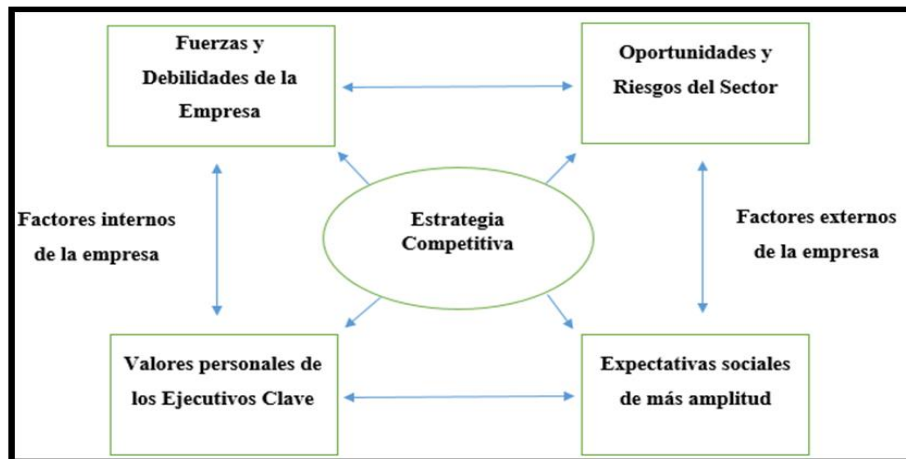 Fuerzas y
Debilidades de la
Empresa
Oportunidades y
Riesgos del Sector
Factores internos
de la empresa
Estrategia
Competitiva
Factores externos
de la empresa
Valores personales de
los Ejecutivos Clave
Expectativas sociales
de más amplitud